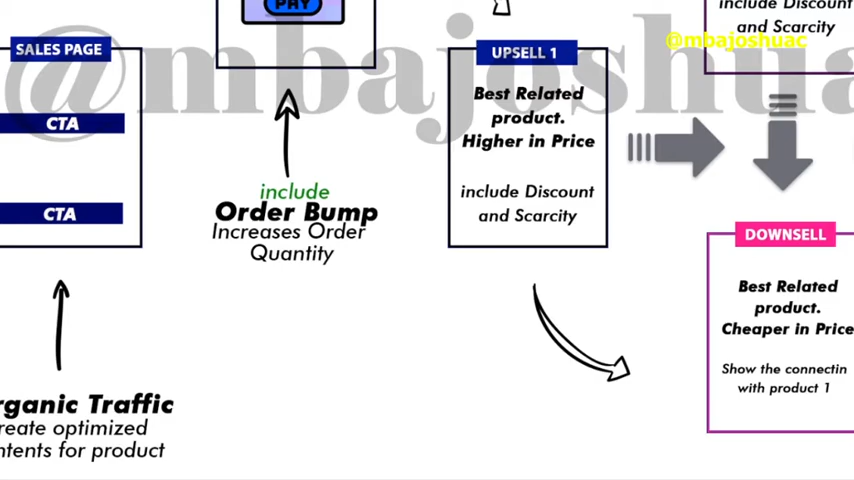 PAY
include Discount
and Scarcity
@mbajoshuac
@mbajoshua
SALES PAGE
CTA
CTA
include
Order Bump
Increases Order
Quantity
UPSELL 1
Best Related
product.
Higher in Price
include Discount
and Scarcity
DOWNSELL
Best Related
product.
Cheaper in Price
Show the connectin
with product 1
rganic Traffic
reate optimized
ntents for product